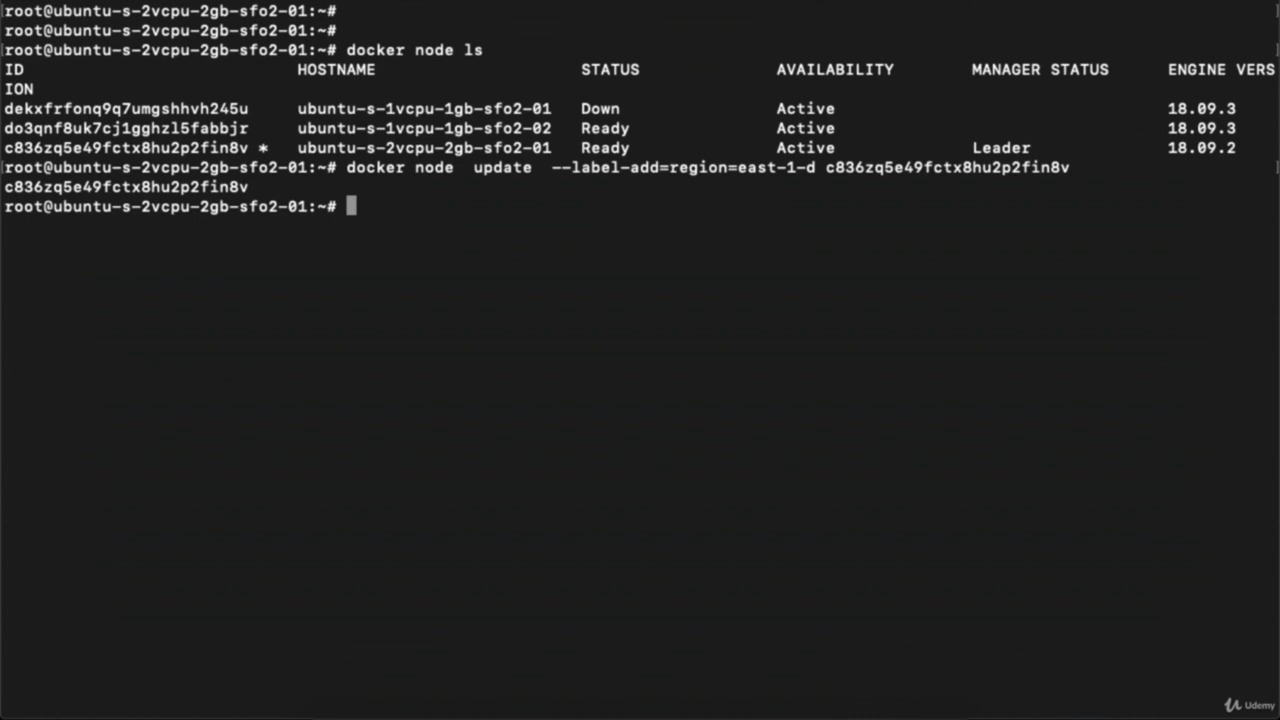 root@ubuntu-s-2vcpu-2gb-sfo2-01:~#
root@ubuntu-s-2vcpu-2gb-sfo2-01:~#
root@ubuntu-s-2vcpu-2gb-sfo2-01:~# docker node ls
ID HOSTNAME STATUS AVAILABILITY MANAGER STATUS ENGINE VERS
ION
dekxfrfonq9q7umgshhvh245u ubuntu-s-1vcpu-1gb-sfo2-01 Down Active 18.09.3
do3qnf8uk7cj1gghzl5fabbjr ubuntu-s-1vcpu-1gb-sfo2-02 Ready Active 18.09.3
c836zq5e49fctx8hu2p2fin8v * ubuntu-s-2vcpu-2gb-sfo2-01 Ready Active Leader 18.09.2
root@ubuntu-s-2vcpu-2gb-sfo2-01:~# docker node  update  --label-add=region=east-1-d c836zq5e49fctx8hu2p2fin8v
c836zq5e49fctx8hu2p2fin8v
root@ubuntu-s-2vcpu-2gb-sfo2-01:~#
Udemy